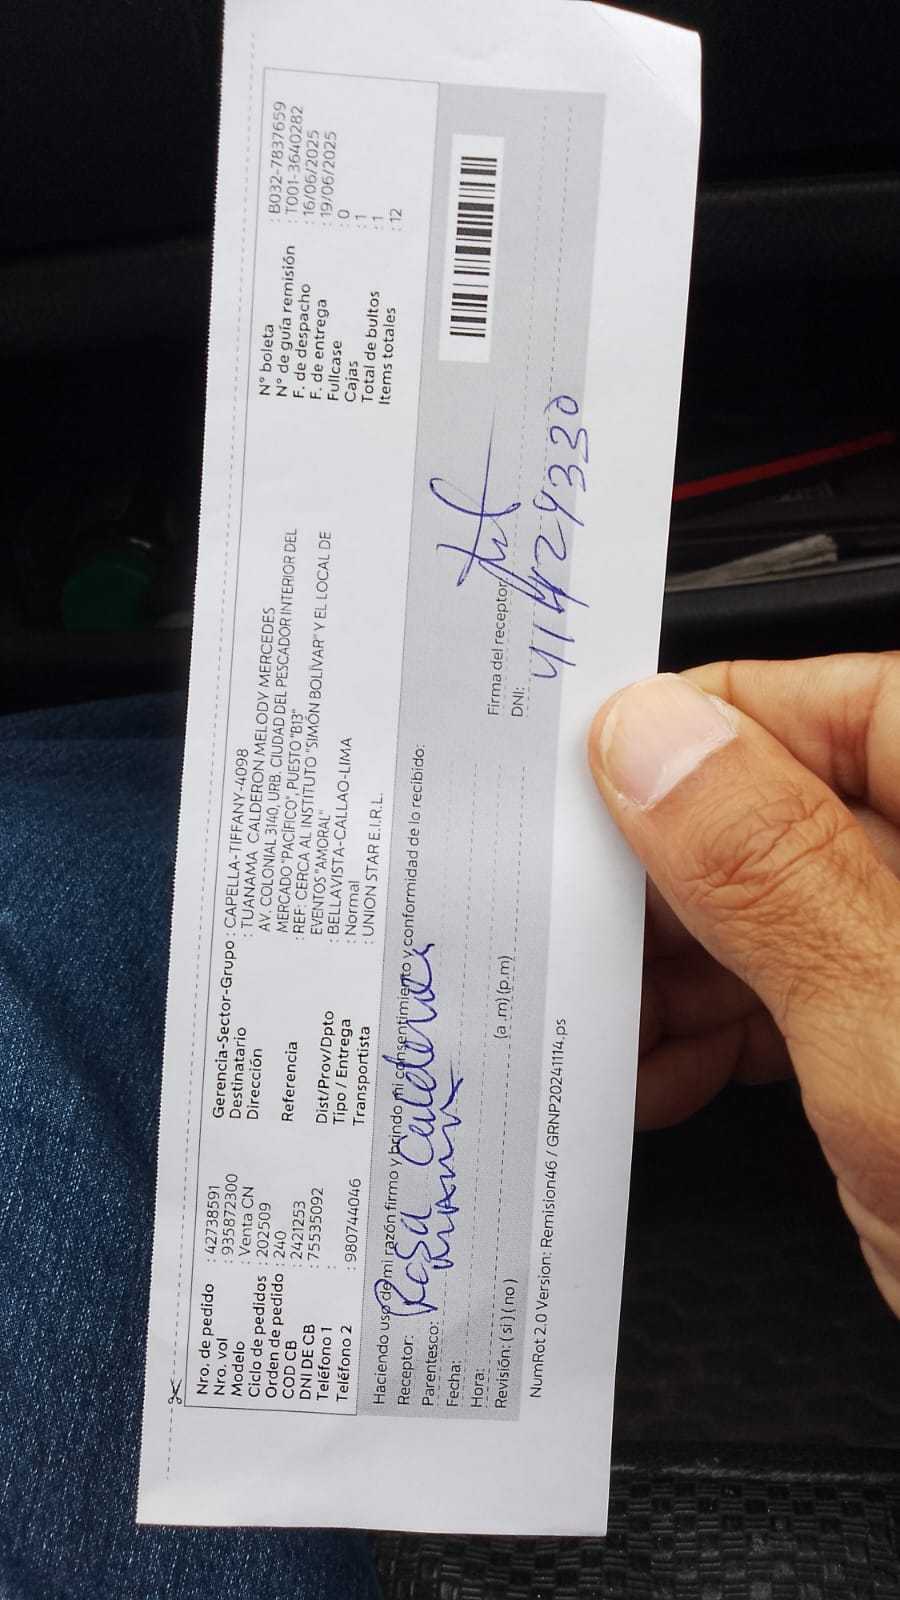 Nro. de pedido : 42738591
Nro. vol : 935872300
Modelo : Venta CN
Ciclo de pedidos : 202509
Orden de pedido : 240
COD CB : 2421253
DNI DE CB : 75535092
Teléfono 1 :
Teléfono 2 : 980744046
Gerencia-Sector-Grupo : CAPELLA-TIFFANY-4098
Destinatario : TUANAMA CALDERON MELODY MERCEDES
Dirección AV. COLONIAL 3140, URB. CIUDAD DEL PESCADOR INTERIOR DEL
MERCADO "PACÍFICO", PUESTO "B13"
Referencia : REF: CERCA AL INSTITUTO "SIMÓN BOLÍVAR" Y EL LOCAL DE
EVENTOS "AMORAL"
Dist/Prov/Dpto : BELLAVISTA-CALLAO-LIMA
Tipo / Entrega : Normal
Transportista : UNION STAR E.I.R.L.
N° boleta : B032-7837659
N° de guía remisión : T001-3640282
F. de despacho : 16/06/2025
F. de entrega : 19/06/2025
Fullcase : 0
Cajas : 1
Total de bultos : 1
Items totales : 12
Haciendo uso de mi razón firmo y brindo mi consentimiento y conformidad de lo recibido:
Receptor: Rosa Calderon
Parentesco: MAMA
Fecha:
Hora: (a.m)(p.m)
Revisión: (si)(no)
Firma del receptor:
DNI: 41429330
NumRot 2.0 Version: Remision46 / GRNP20241114.ps